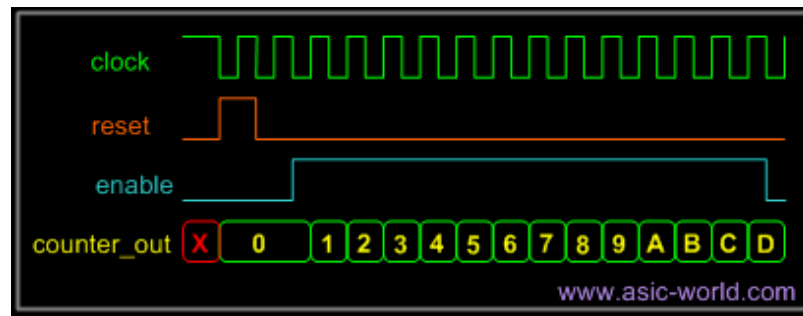 clock
reset
enable
counter_out X 0 1 2 3 4 5 6 7 8 9 A B C D
www.asic-world.com